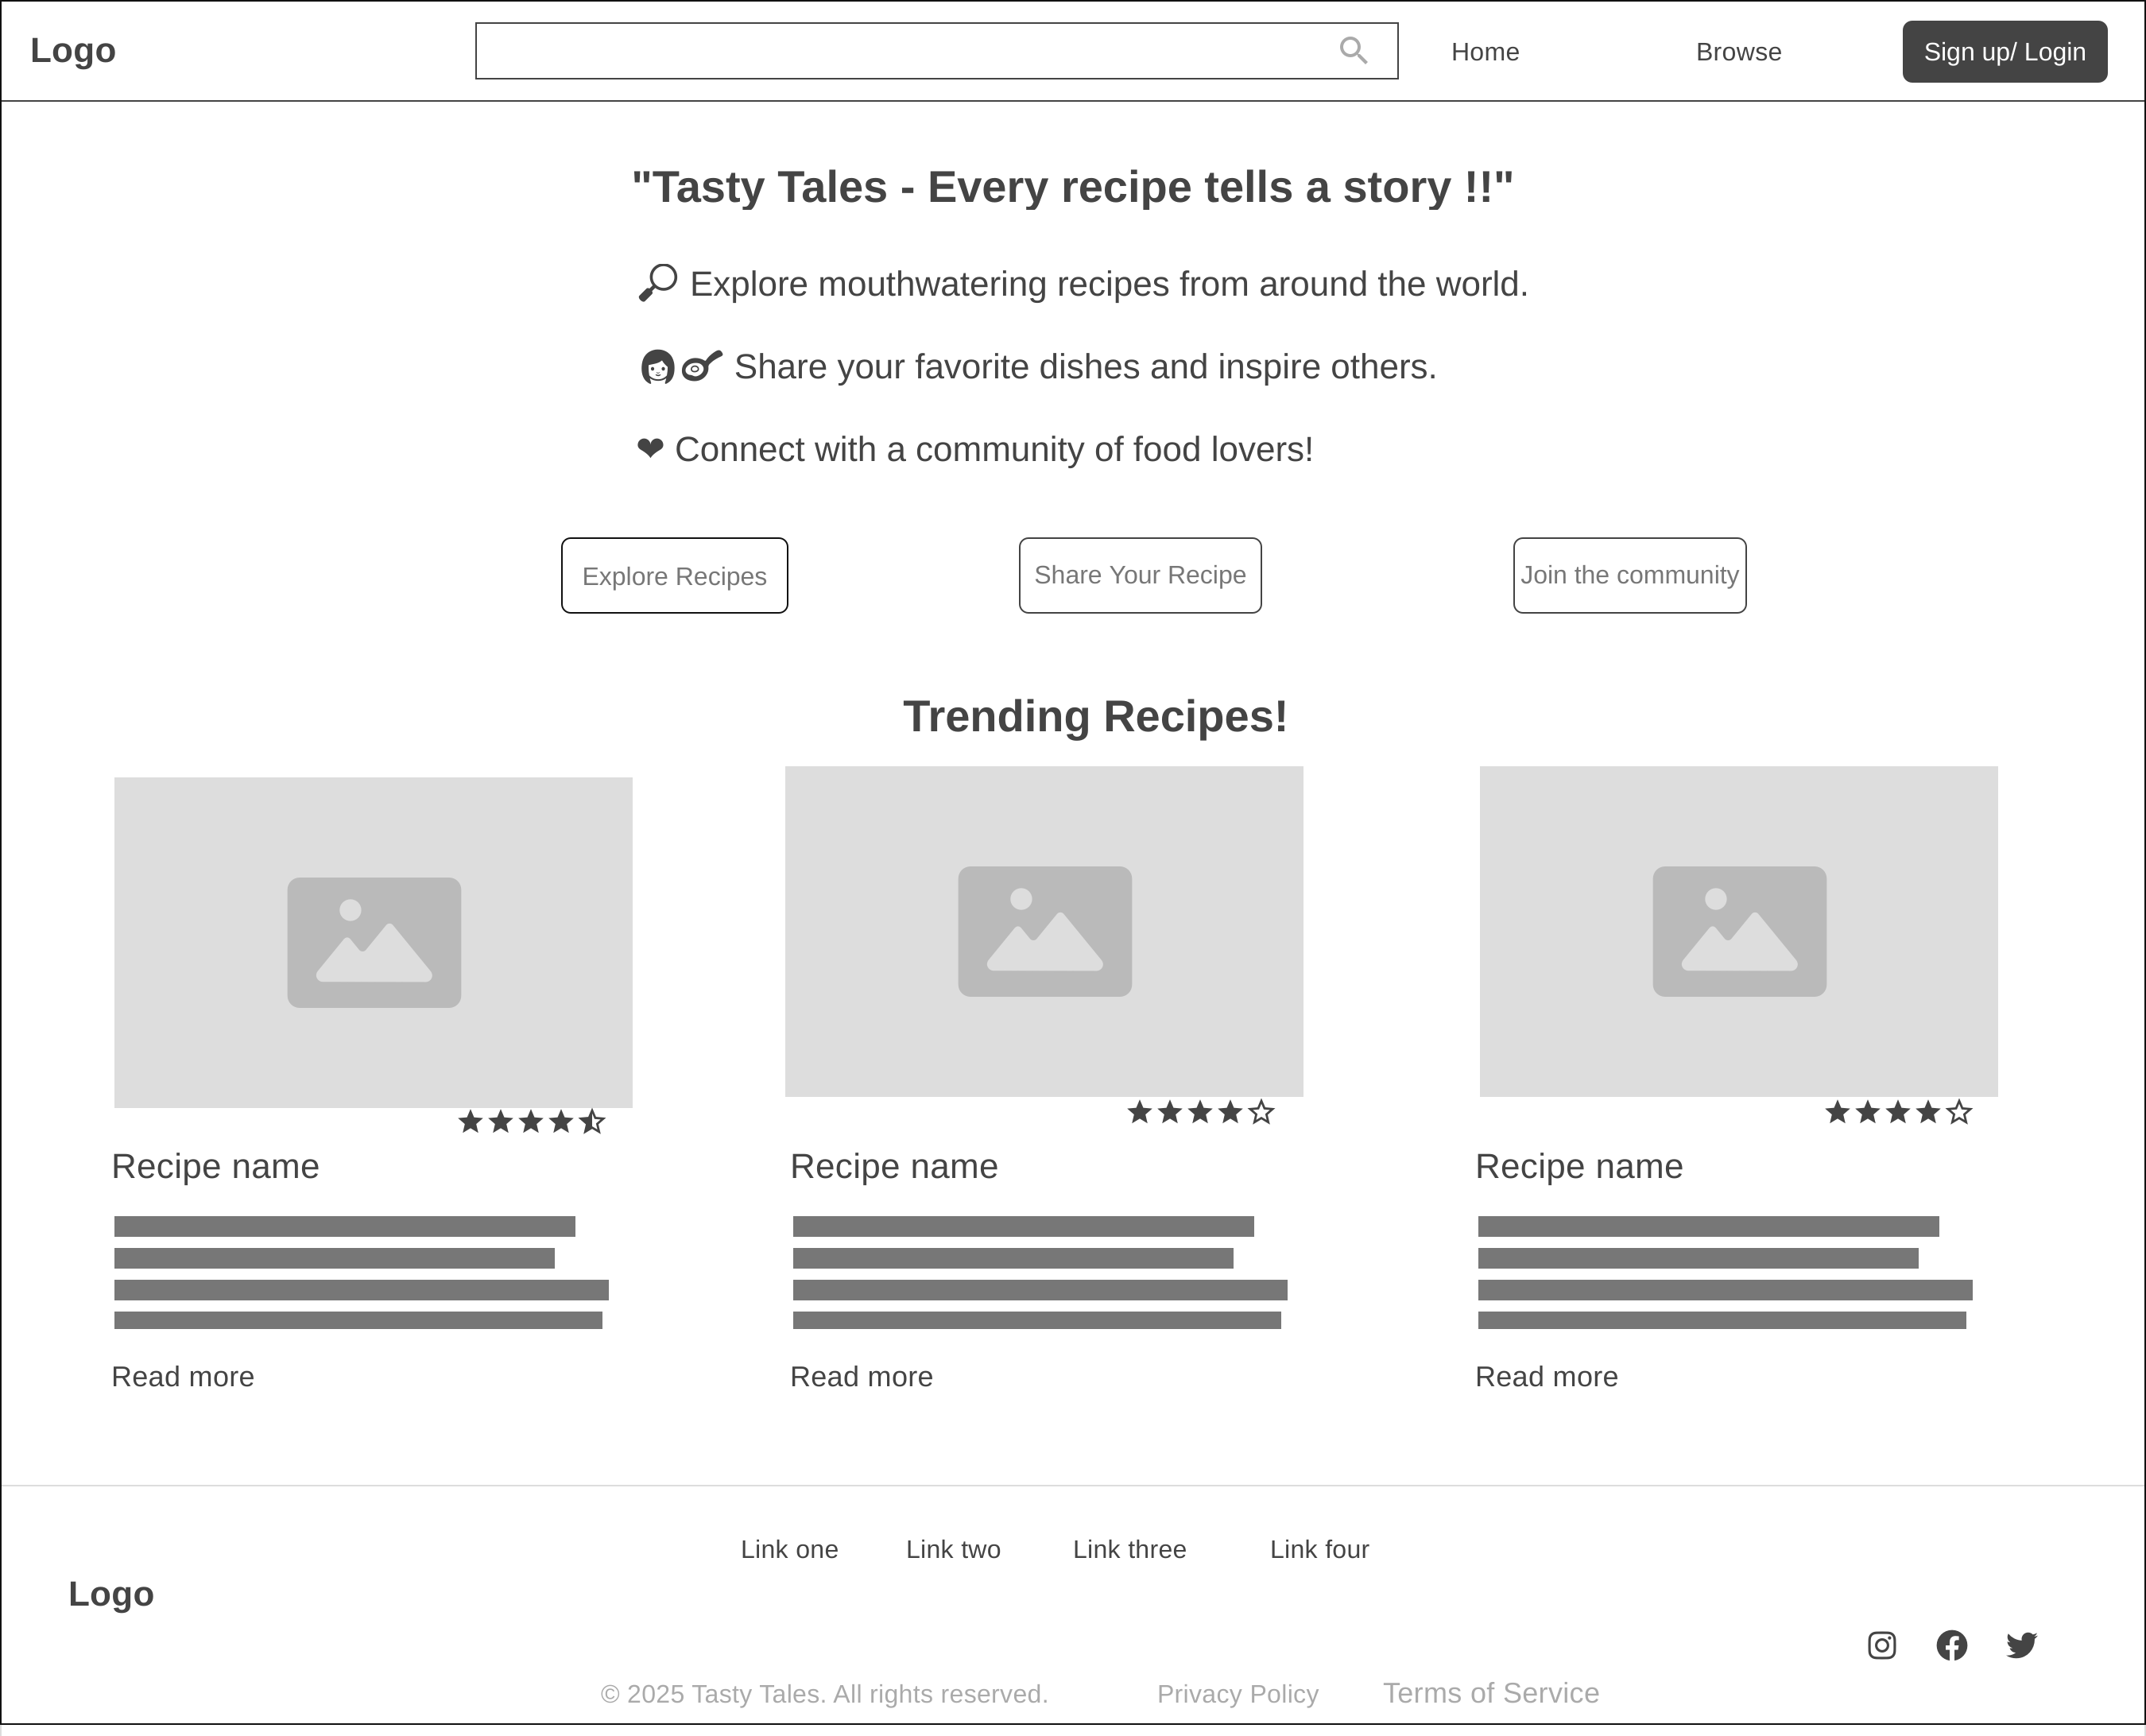 Logo
Home
Browse
Sign up/ Login
"Tasty Tales - Every recipe tells a story !!"
🔎 Explore mouthwatering recipes from around the world.
👩🍳 Share your favorite dishes and inspire others.
❤ Connect with a community of food lovers!
Explore Recipes
Share Your Recipe
Join the community
Trending Recipes!
Recipe name
Recipe name
Recipe name
Read more
Read more
Read more
Link one
Link two
Link three
Link four
Logo
© 2025 Tasty Tales. All rights reserved.
Privacy Policy
Terms of Service